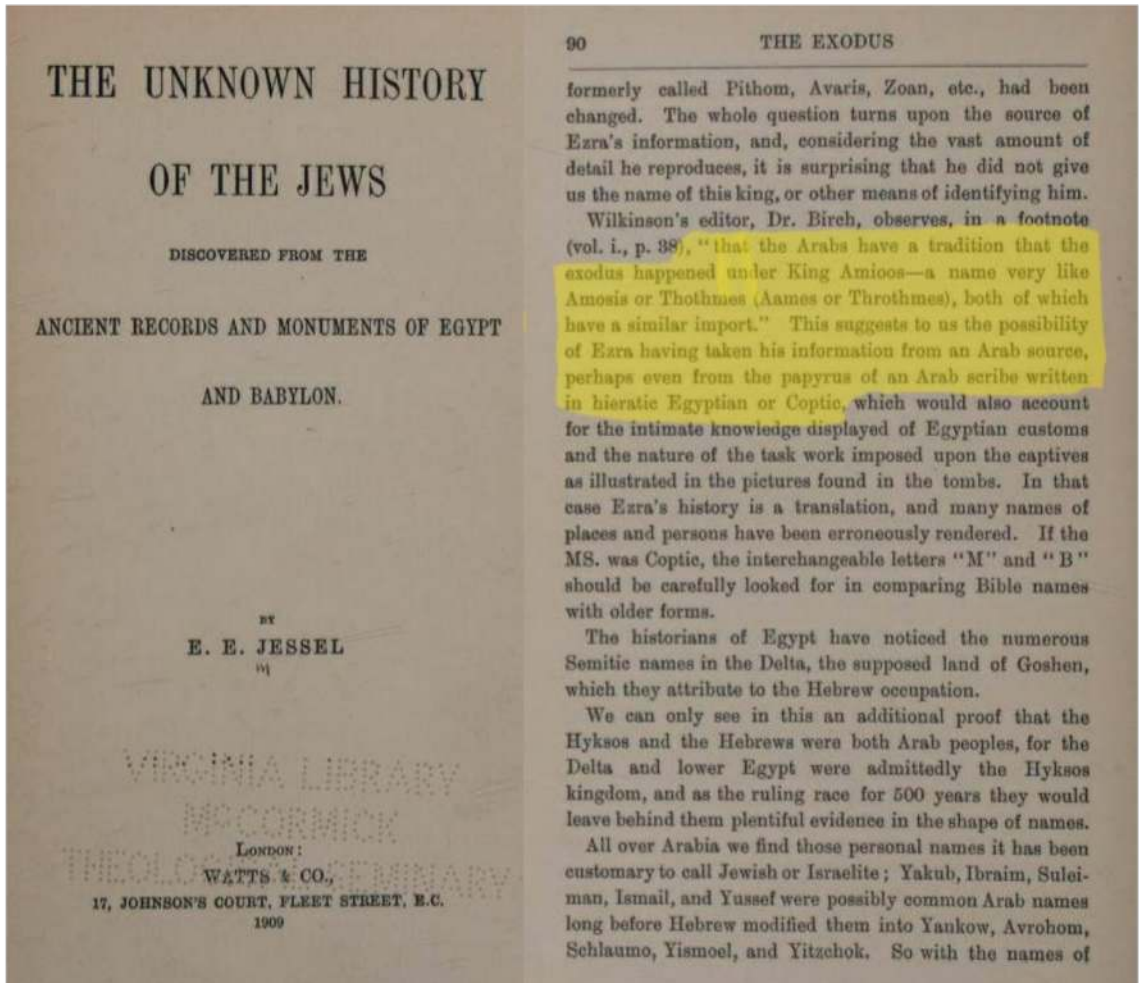 THE UNKNOWN HISTORY
OF THE JEWS
DISCOVERED FROM THE
ANCIENT RECORDS AND MONUMENTS OF EGYPT
AND BABYLON.
BY
E. E. JESSEL
M
VIRGINIA LIBRARY
McCORMICK
THEOLOGICAL SEMINARY
LONDON:
WATTS & CO.,
17, JOHNSON'S COURT, FLEET STREET, E.C.
1909
90 THE EXODUS
formerly called Pithom, Avaris, Zoan, etc., had been
changed. The whole question turns upon the source of
Ezra's information, and, considering the vast amount of
detail he reproduces, it is surprising that he did not give
us the name of this king, or other means of identifying him.
Wilkinson's editor, Dr. Birch, observes, in a footnote
(vol. i., p. 38), "that the Arabs have a tradition that the
exodus happened under King Amioos—a name very like
Amosis or Thothmes (Aames or Throthmes), both of which
have a similar import." This suggests to us the possibility
of Ezra having taken his information from an Arab source,
perhaps even from the papyrus of an Arab scribe written
in hieratic Egyptian or Coptic, which would also account
for the intimate knowledge displayed of Egyptian customs
and the nature of the task work imposed upon the captives
as illustrated in the pictures found in the tombs. In that
case Ezra's history is a translation, and many names of
places and persons have been erroneously rendered. If the
MS. was Coptic, the interchangeable letters "M" and "B"
should be carefully looked for in comparing Bible names
with older forms.
The historians of Egypt have noticed the numerous
Semitic names in the Delta, the supposed land of Goshen,
which they attribute to the Hebrew occupation.
We can only see in this an additional proof that the
Hyksos and the Hebrews were both Arab peoples, for the
Delta and lower Egypt were admittedly the Hyksos
kingdom, and as the ruling race for 500 years they would
leave behind them plentiful evidence in the shape of names.
All over Arabia we find those personal names it has been
customary to call Jewish or Israelite; Yakub, Ibraim, Sulei-
man, Ismail, and Yussef were possibly common Arab names
long before Hebrew modified them into Yankow, Avrohom,
Schlaumo, Yismoel, and Yitzchok. So with the names of